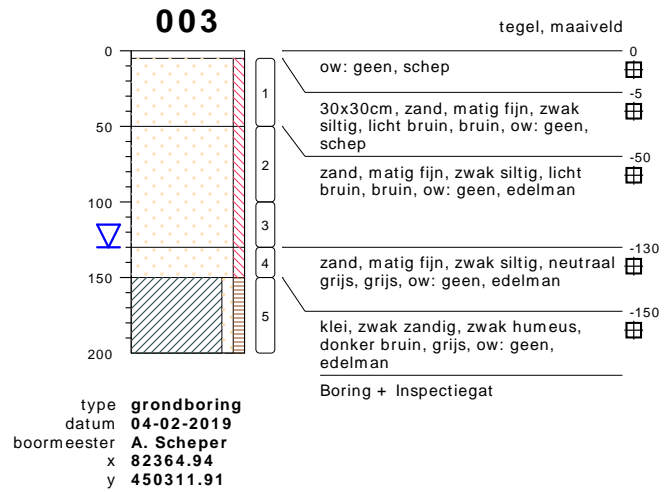 003
tegel, maaiveld
0
50
100
150
200
1
2
3
4
5
0
ow: geen, schep
-5
30x30cm, zand, matig fijn, zwak
siltig, licht bruin, bruin, ow: geen,
schep
-50
zand, matig fijn, zwak siltig, licht
bruin, bruin, ow: geen, edelman
-130
zand, matig fijn, zwak siltig, neutraal
grijs, grijs, ow: geen, edelman
-150
klei, zwak zandig, zwak humeus,
donker bruin, grijs, ow: geen,
edelman
Boring + Inspectiegat
type grondboring
datum 04-02-2019
boormeester A. Scheper
x 82364.94
y 450311.91